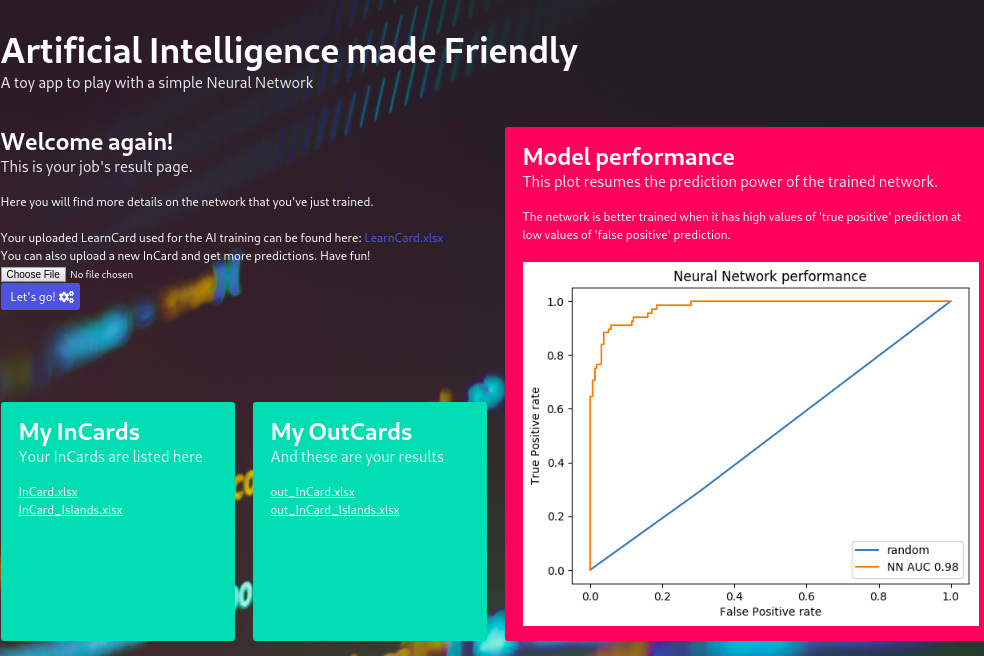 Artificial Intelligence made Friendly
A toy app to play with a simple Neural Network
Welcome again!
This is your job's result page.
Here you will find more details on the network that you've just trained.
Your uploaded LearnCard used for the AI training can be found here: LearnCard.xlsx
You can also upload a new InCard and get more predictions. Have fun!
Choose File No file chosen
Let's go!
My InCards
Your InCards are listed here
InCard.xlsx
InCard_Islands.xlsx
My OutCards
And these are your results
out_InCard.xlsx
out_InCard_Islands.xlsx
Model performance
This plot resumes the prediction power of the trained network.
The network is better trained when it has high values of 'true positive' prediction at
low values of 'false positive' prediction.
Neural Network performance
True Positive rate
1.0
0.8
0.6
0.4
0.2
0.0
random
NN AUC 0.98
0.0 0.2 0.4 0.6 0.8 1.0
False Positive rate